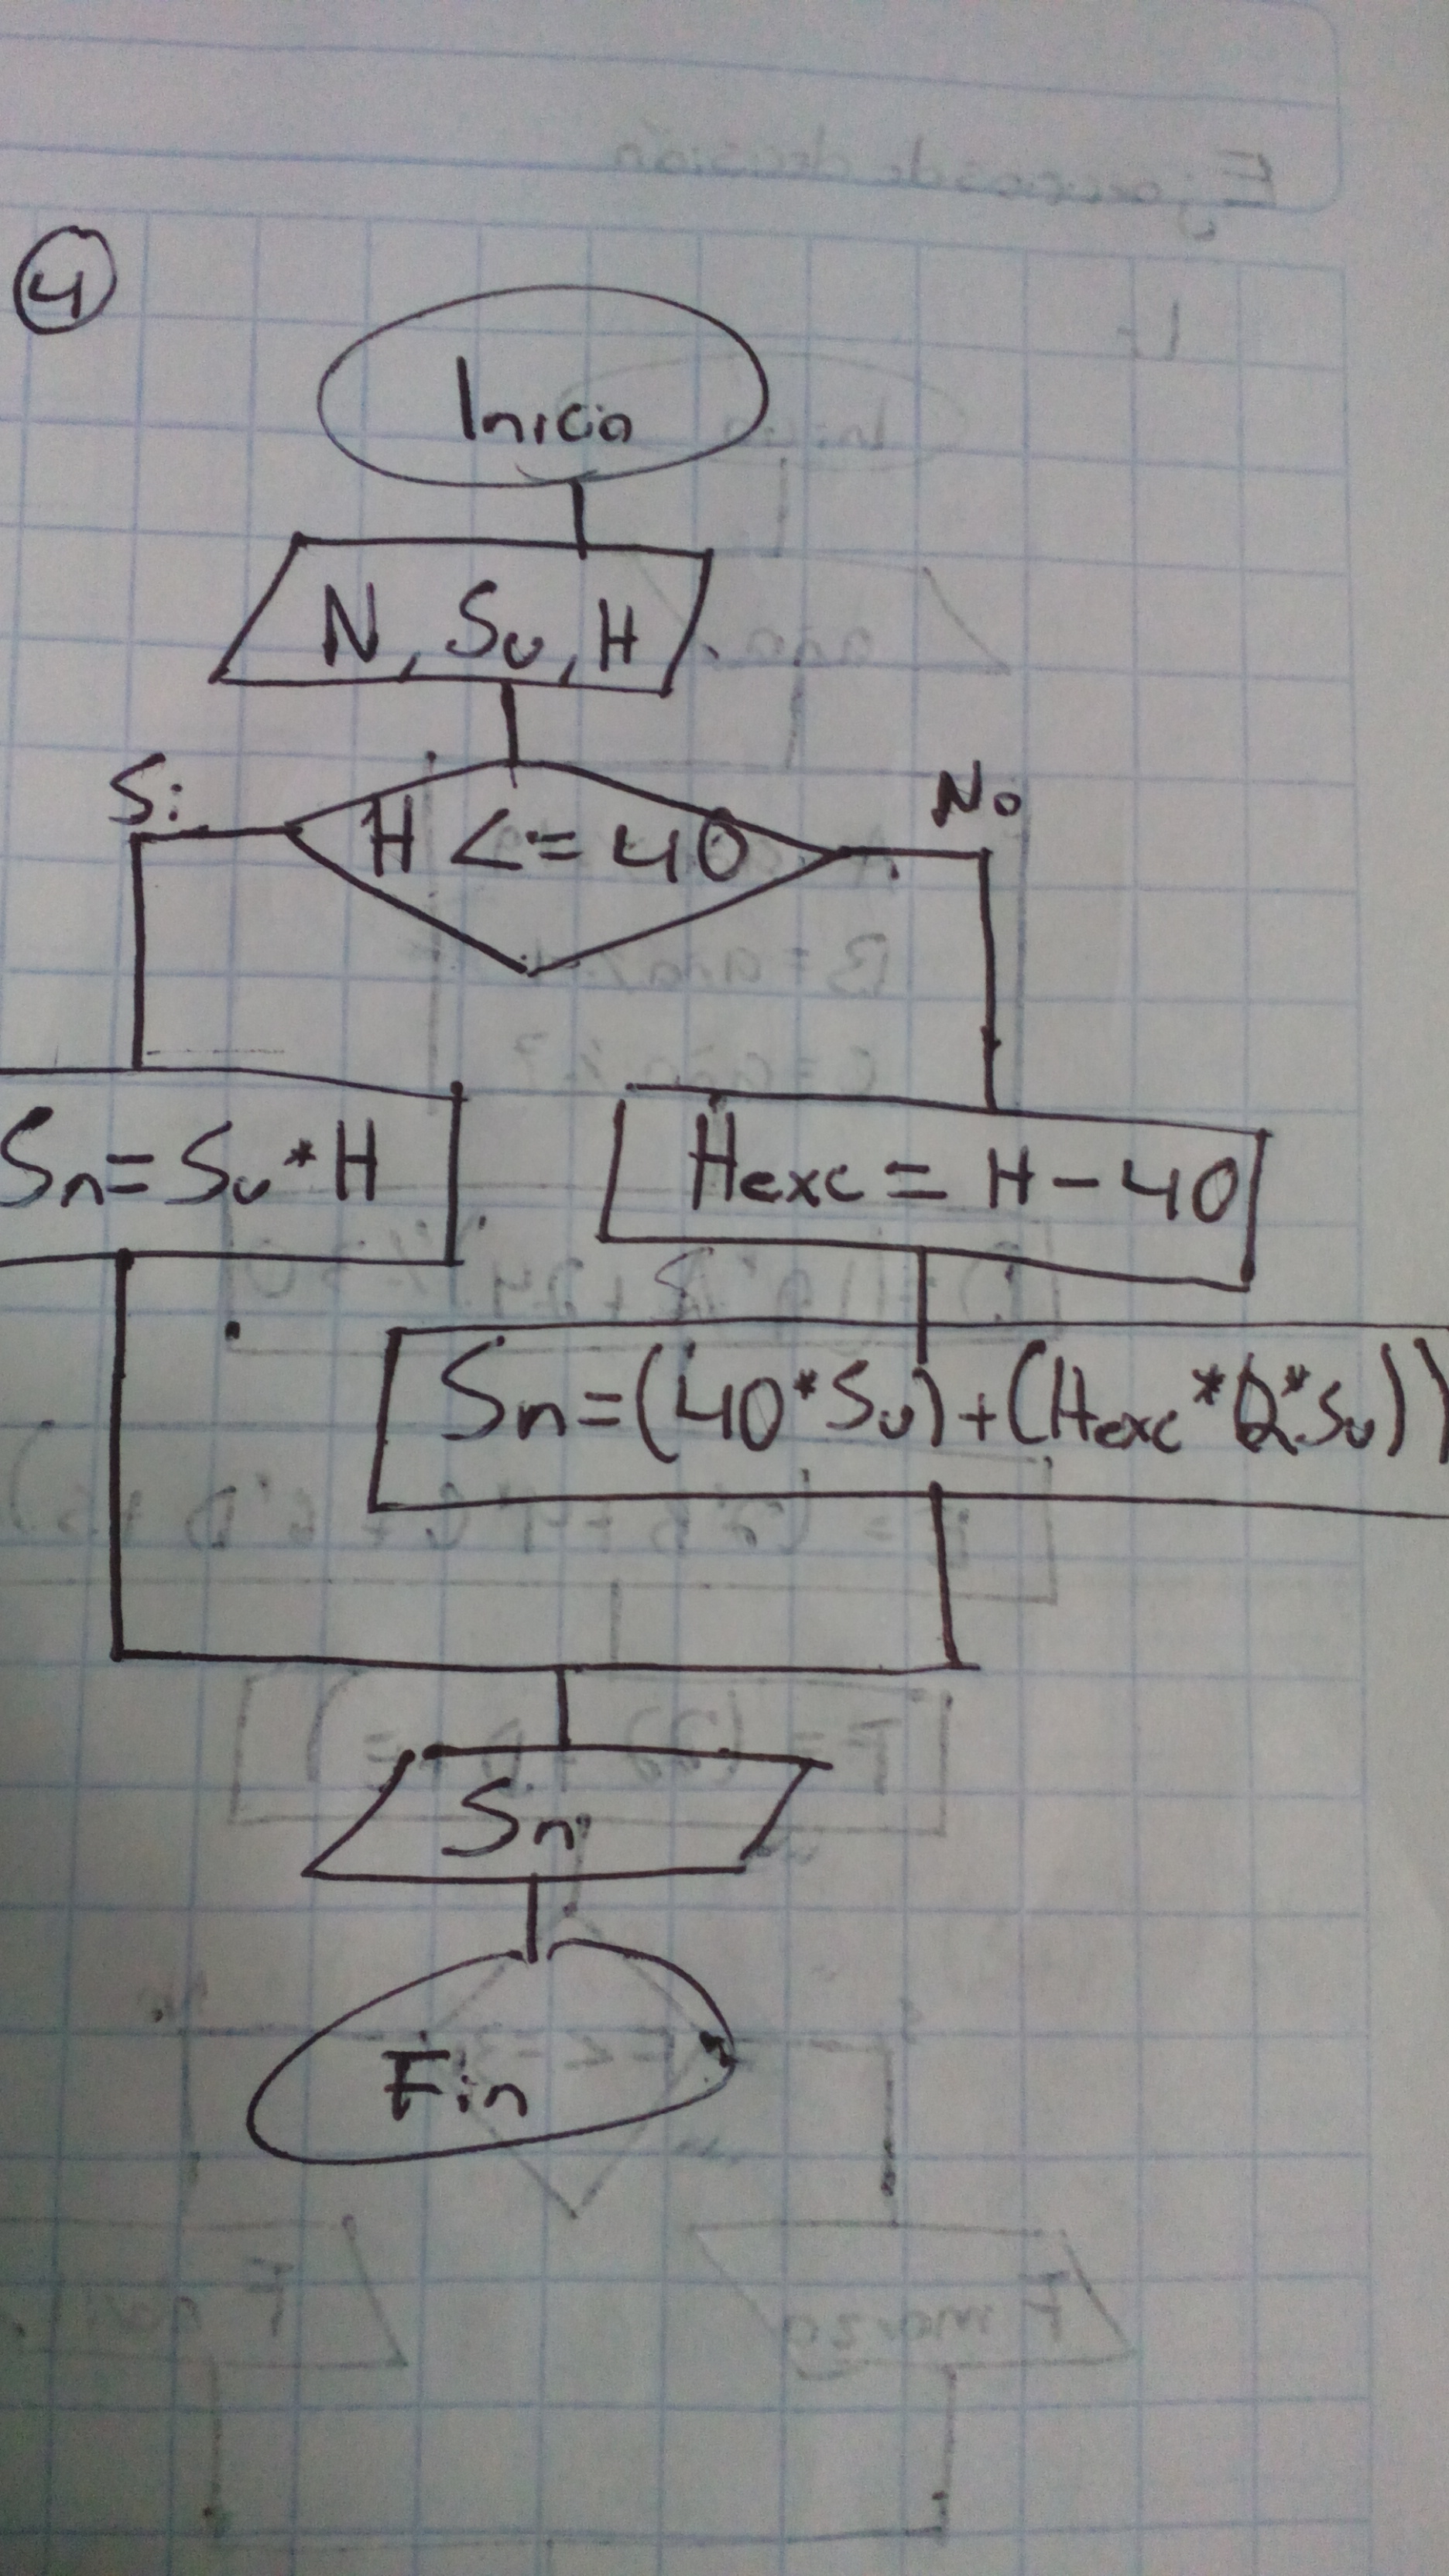 4
Inicio
N, Su, H
Si
H <= 40
No
Sn = Su * H
Hexc = H - 40
Sn = (40 * Su) + (Hexc * 2 * Su))
Sn
Fin